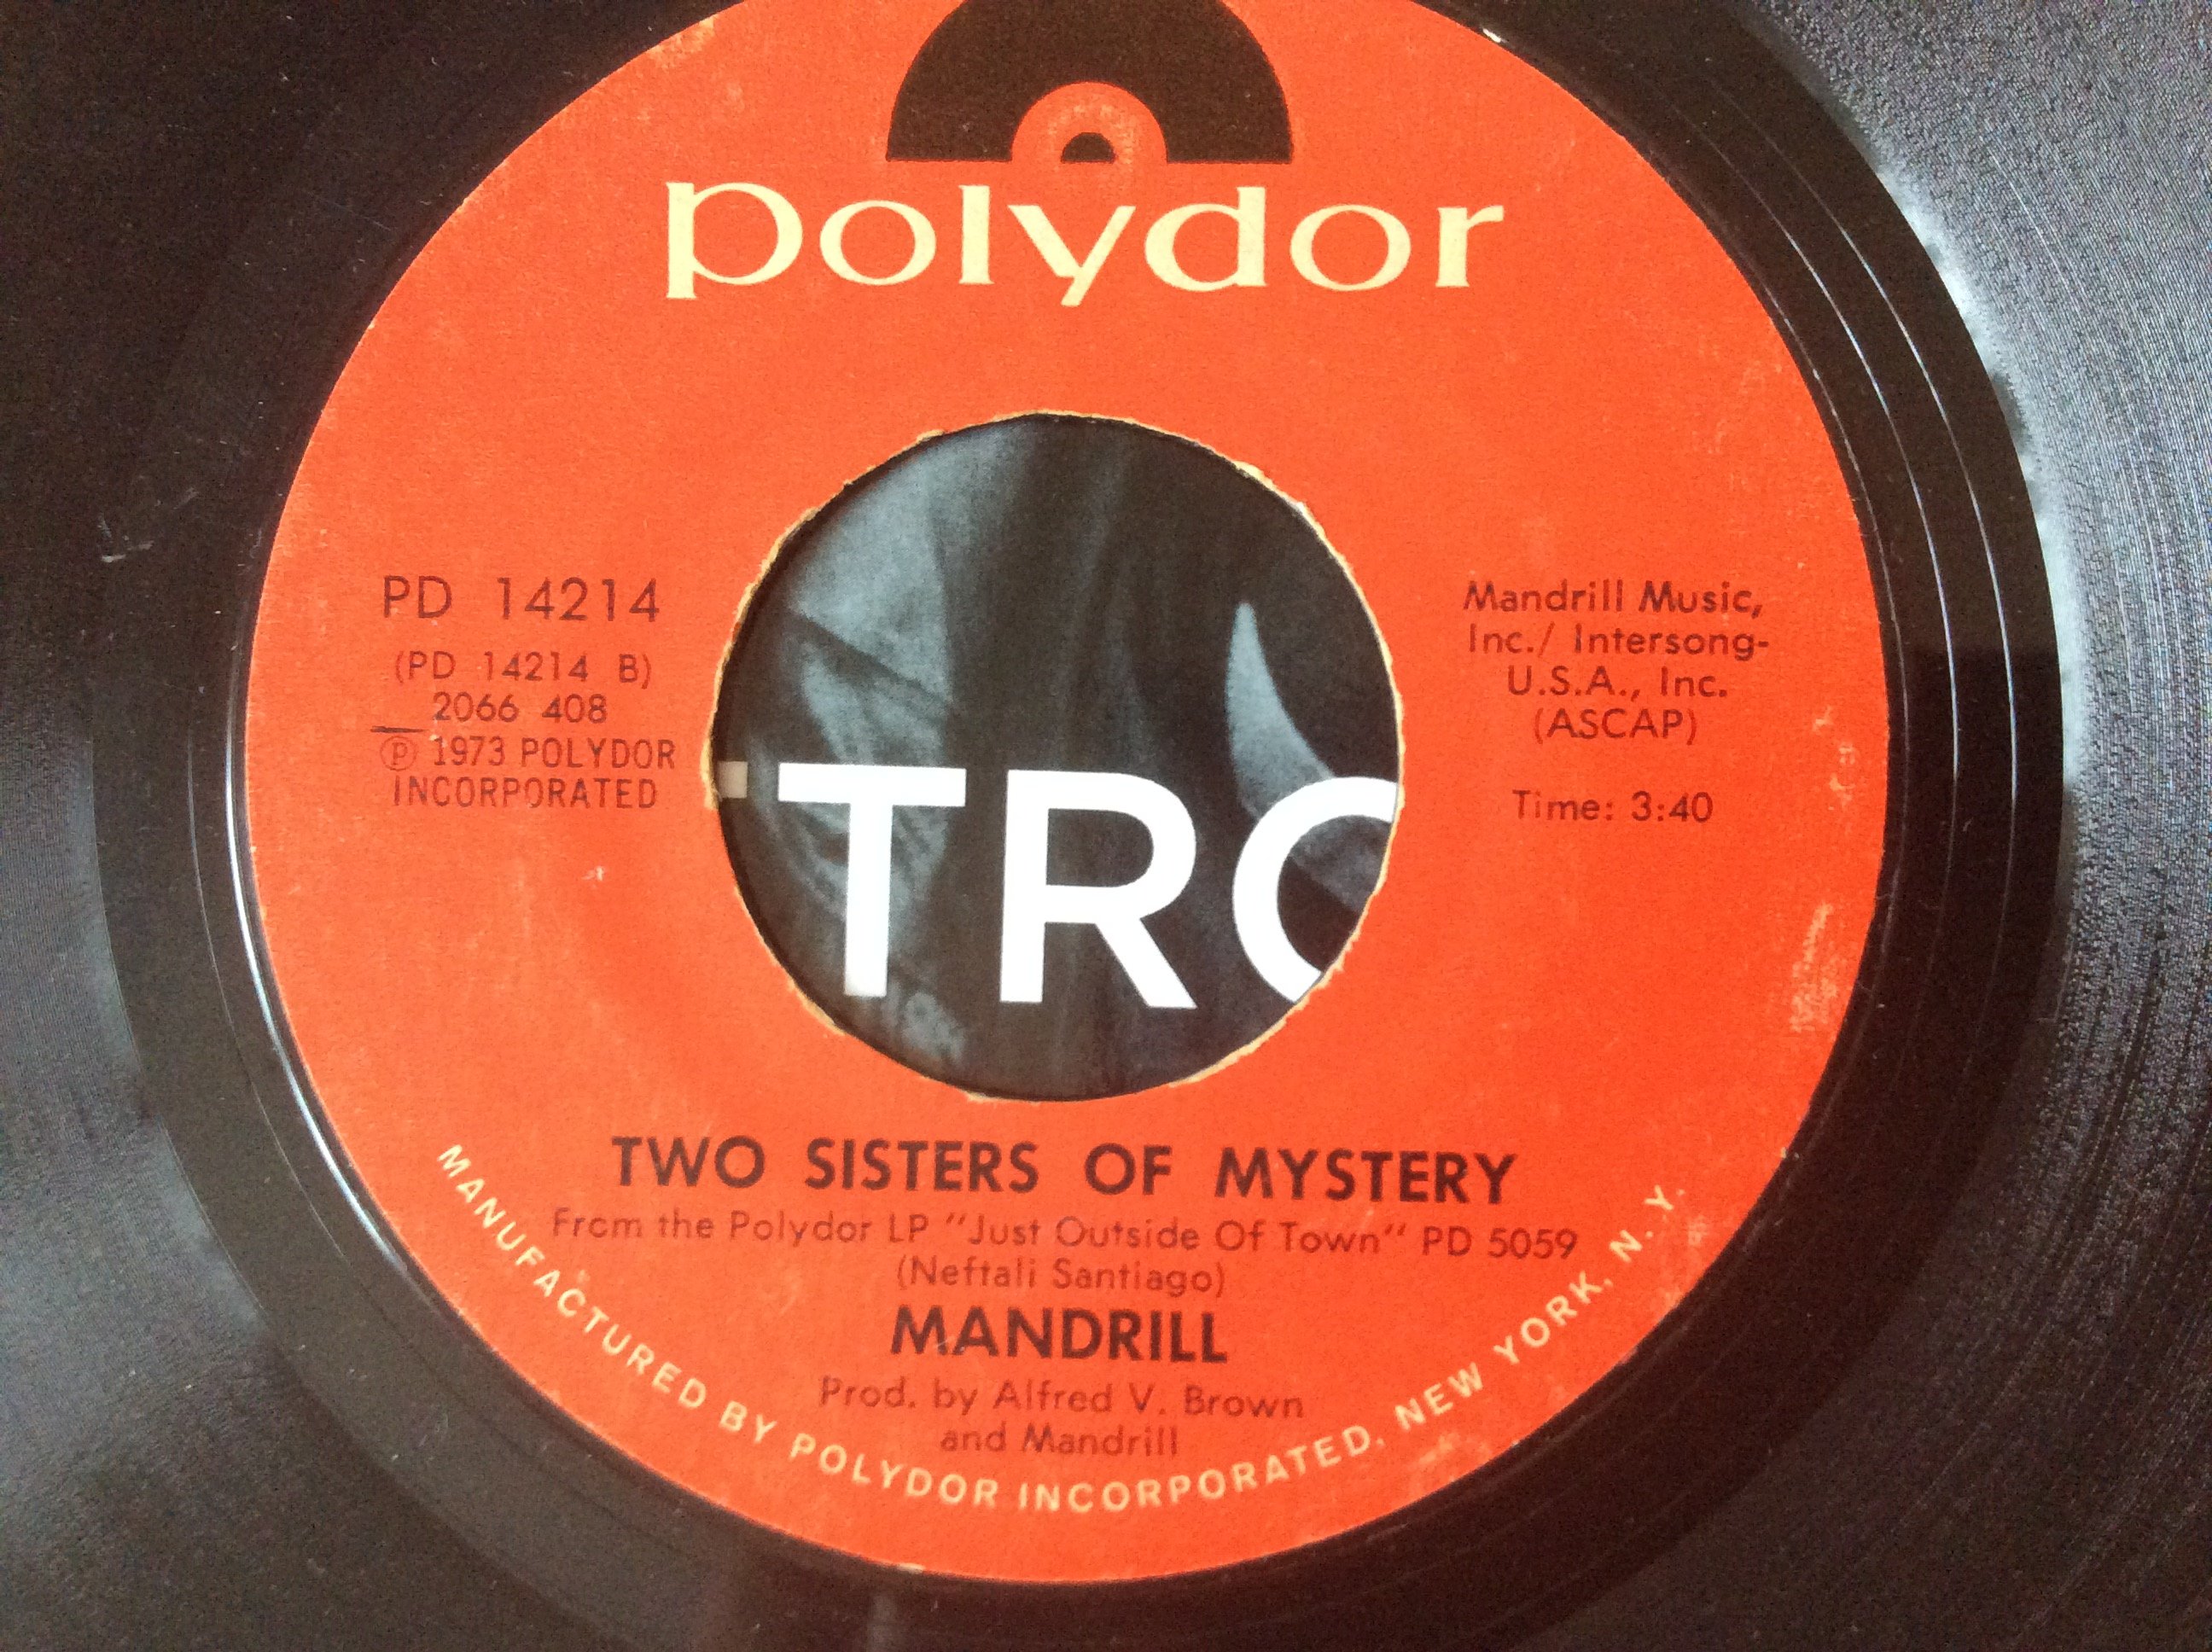 polydor
PD 14214
(PD 14214 B)
2066 408
Ⓟ 1973 POLYDOR
INCORPORATED
Mandrill Music,
Inc./ Intersong-
U.S.A., Inc.
(ASCAP)
Time: 3:40
TRO
TWO SISTERS OF MYSTERY
From the Polydor LP "Just Outside Of Town" PD 5059
(Neftali Santiago)
MANDRILL
Prod. by Alfred V. Brown
and Mandrill
MANUFACTURED BY POLYDOR INCORPORATED, NEW YORK, N.Y.